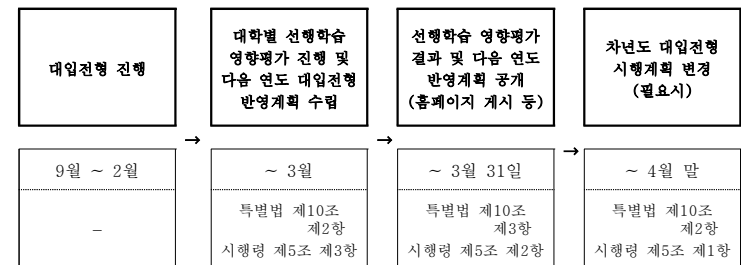 대입전형 진행
대학별 선행학습
영향평가 진행 및
다음 연도 대입전형
반영계획 수립
선행학습 영향평가
결과 및 다음 연도
반영계획 공개
(홈페이지 게시 등)
차년도 대입전형
시행계획 변경
(필요시)
→
→
→
9월 ~ 2월
–
~ 3월
특별법 제10조
제2항
시행령 제5조 제3항
~ 3월 31일
특별법 제10조
제3항
시행령 제5조 제2항
~ 4월 말
특별법 제10조
제2항
시행령 제5조 제1항